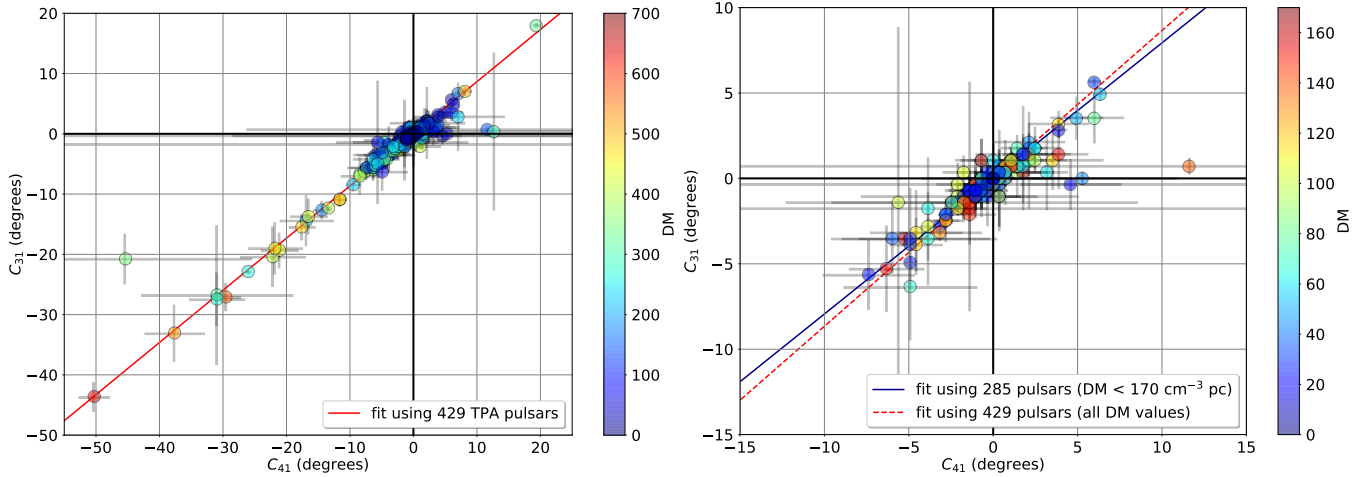 20
10
0
−10
−20
−30
−40
−50
C31 (degrees)
−50 −40 −30 −20 −10 0 10 20
C41 (degrees)
fit using 429 TPA pulsars
700
600
500
400
300
200
100
0
DM
10
5
0
−5
−10
−15
C31 (degrees)
−15 −10 −5 0 5 10 15
C41 (degrees)
fit using 285 pulsars (DM < 170 cm⁻³ pc)
fit using 429 pulsars (all DM values)
160
140
120
100
80
60
40
20
0
DM